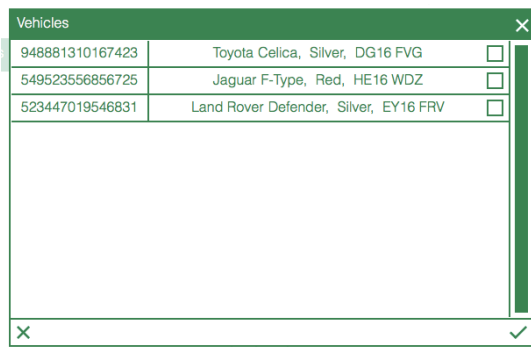 Vehicles
948881310167423 Toyota Celica, Silver, DG16 FVG
549523556856725 Jaguar F-Type, Red, HE16 WDZ
523447019546831 Land Rover Defender, Silver, EY16 FRV